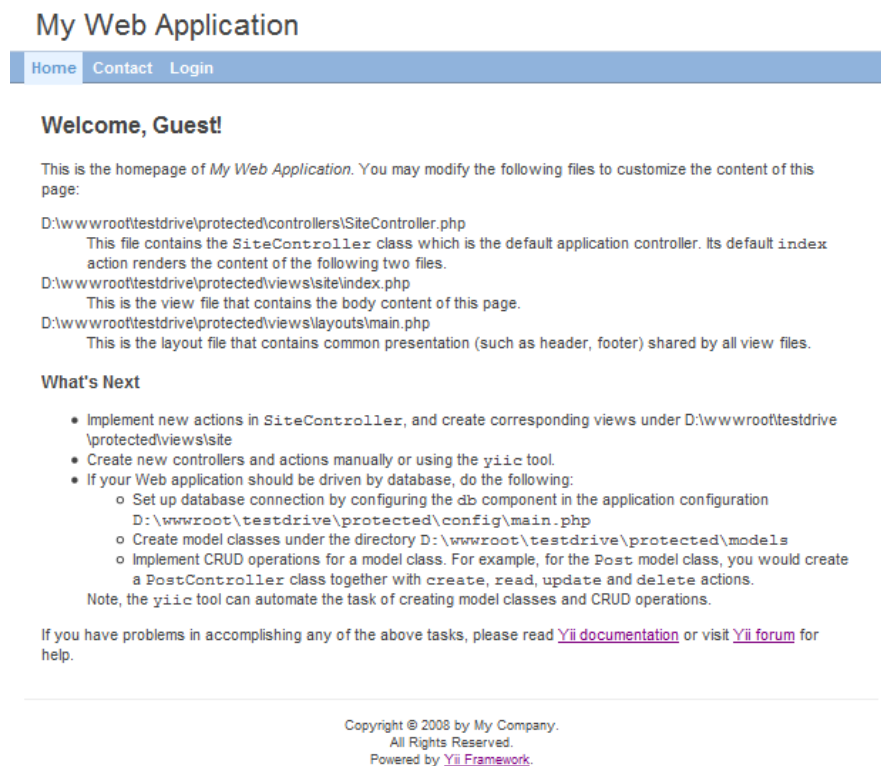 My Web Application
Home Contact Login
Welcome, Guest!
This is the homepage of My Web Application. You may modify the following files to customize the content of this
page:
D:\wwwroot\testdrive\protected\controllers\SiteController.php
This file contains the SiteController class which is the default application controller. Its default index
action renders the content of the following two files.
D:\wwwroot\testdrive\protected\views\site\index.php
This is the view file that contains the body content of this page.
D:\wwwroot\testdrive\protected\views\layouts\main.php
This is the layout file that contains common presentation (such as header, footer) shared by all view files.
What's Next
• Implement new actions in SiteController, and create corresponding views under D:\wwwroot\testdrive
\protected\views\site
• Create new controllers and actions manually or using the yiic tool.
• If your Web application should be driven by database, do the following:
o Set up database connection by configuring the db component in the application configuration
D:\wwwroot\testdrive\protected\config\main.php
o Create model classes under the directory D:\wwwroot\testdrive\protected\models
o Implement CRUD operations for a model class. For example, for the Post model class, you would create
a PostController class together with create, read, update and delete actions.
Note, the yiic tool can automate the task of creating model classes and CRUD operations.
If you have problems in accomplishing any of the above tasks, please read Yii documentation or visit Yii forum for
help.
Copyright © 2008 by My Company.
All Rights Reserved.
Powered by Yii Framework.